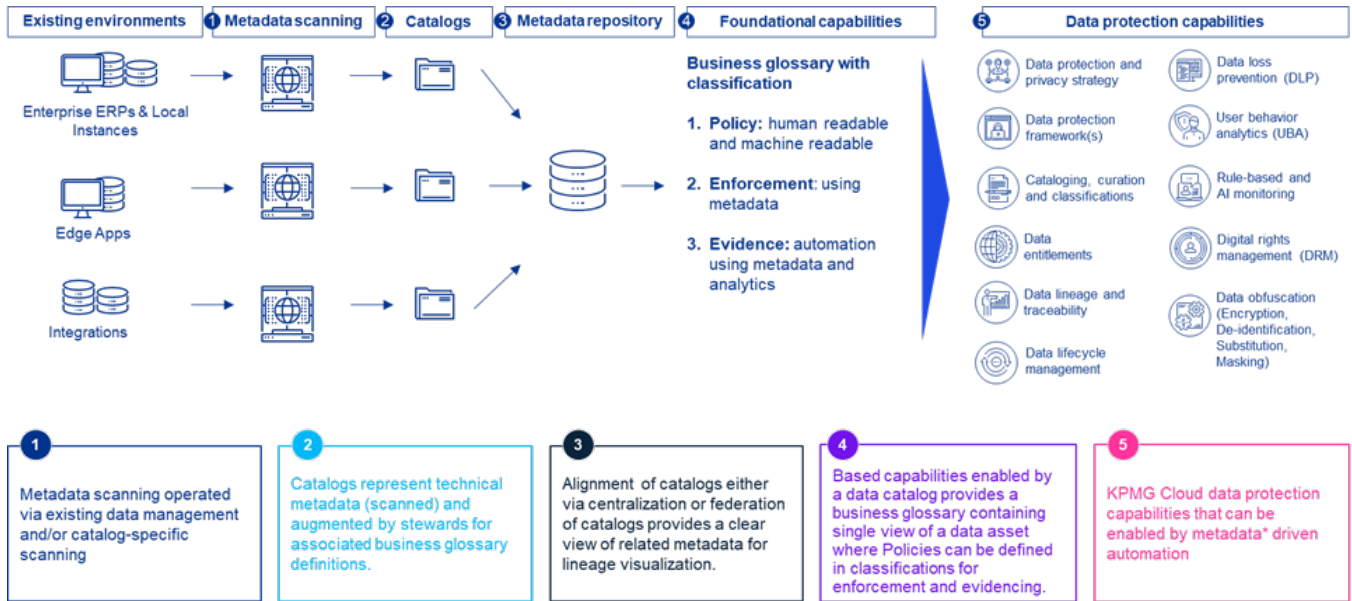 Existing environments
1 Metadata scanning
2 Catalogs
3 Metadata repository
4 Foundational capabilities
5 Data protection capabilities
Enterprise ERPs & Local
Instances
Edge Apps
Integrations
Business glossary with
classification
1. Policy: human readable
and machine readable
2. Enforcement: using
metadata
3. Evidence: automation
using metadata and
analytics
Data protection and
privacy strategy
Data protection
framework(s)
Cataloging, curation
and classifications
Data
entitlements
Data lineage and
traceability
Data lifecycle
management
Data loss
prevention (DLP)
User behavior
analytics (UBA)
Rule-based and
AI monitoring
Digital rights
management (DRM)
Data obfuscation
(Encryption,
De-identification,
Substitution,
Masking)
1
Metadata scanning operated
via existing data management
and/or catalog-specific
scanning
2
Catalogs represent technical
metadata (scanned) and
augmented by stewards for
associated business glossary
definitions.
3
Alignment of catalogs either
via centralization or federation
of catalogs provides a clear
view of related metadata for
lineage visualization.
4
Based capabilities enabled by
a data catalog provides a
business glossary containing
single view of a data asset
where Policies can be defined
in classifications for
enforcement and evidencing.
5
KPMG Cloud data protection
capabilities that can be
enabled by metadata* driven
automation